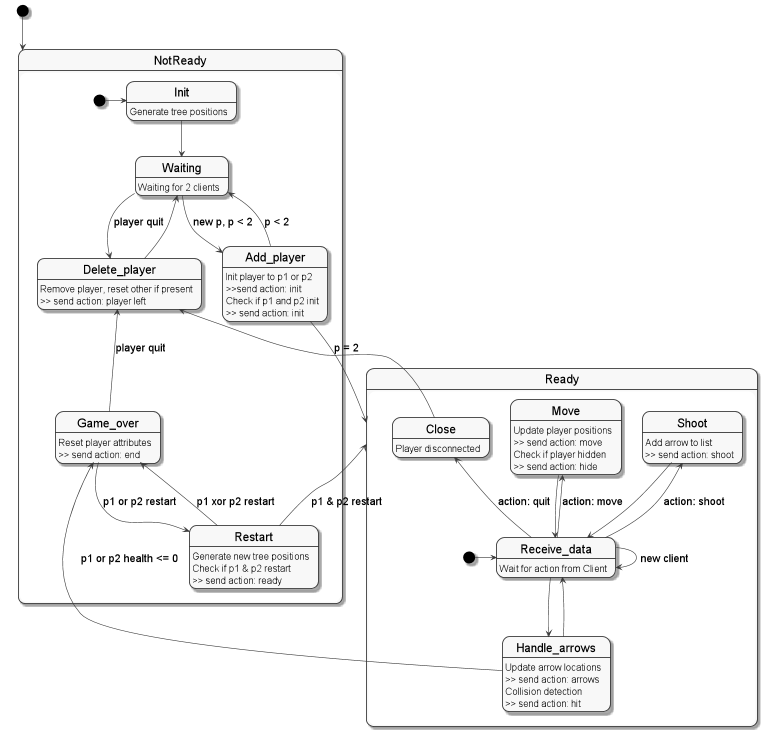 NotReady
Init
Generate tree positions
Waiting
Waiting for 2 clients
player quit
new p, p < 2
p < 2
Delete_player
Remove player, reset other if present
>> send action: player left
Add_player
Init player to p1 or p2
>>send action: init
Check if p1 and p2 init
>> send action: init
player quit
p = 2
Game_over
Reset player attributes
>> send action: end
p1 or p2 restart
p1 xor p2 restart
p1 & p2 restart
Restart
Generate new tree positions
Check if p1 & p2 restart
>> send action: ready
p1 or p2 health <= 0
Ready
Close
Player disconnected
Move
Update player positions
>> send action: move
Check if player hidden
>> send action: hide
Shoot
Add arrow to list
>> send action: shoot
action: quit
action: move
action: shoot
Receive_data
Wait for action from Client
new client
Handle_arrows
Update arrow locations
>> send action: arrows
Collision detection
>> send action: hit